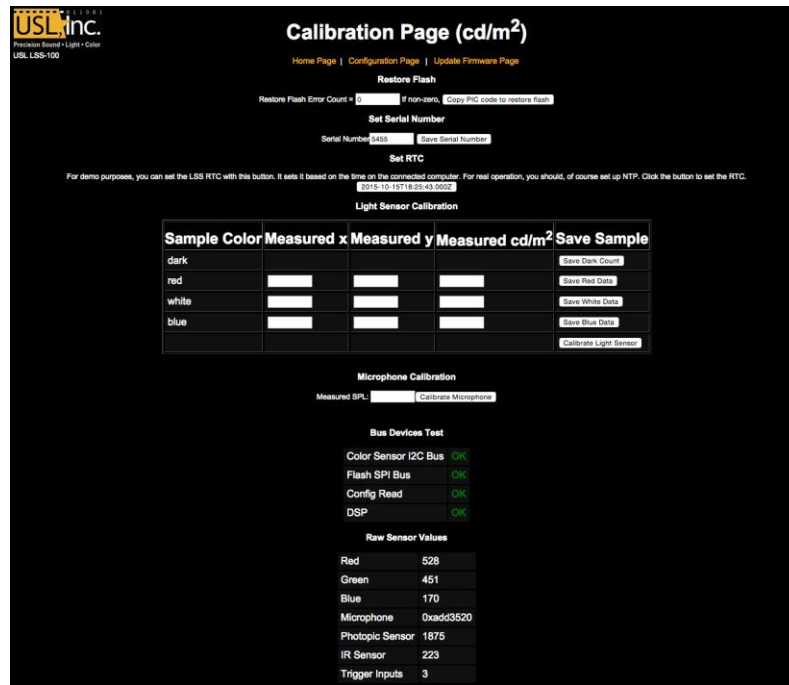 011001
USL, Inc.
Precision Sound • Light • Color
USL LSS-100
Calibration Page (cd/m2)
Home Page | Configuration Page | Update Firmware Page
Restore Flash
Restore Flash Error Count = 0 If non-zero, Copy PIC code to restore flash
Set Serial Number
Serial Number 5455 Save Serial Number
Set RTC
For demo purposes, you can set the LSS RTC with this button. It sets it based on the time on the connected computer. For real operation, you should, of course set up NTP. Click the button to set the RTC.
2015-10-15T18:25:43.000Z
Light Sensor Calibration
Sample Color Measured x Measured y Measured cd/m2 Save Sample
dark Save Dark Count
red Save Red Data
white Save White Data
blue Save Blue Data
Calibrate Light Sensor
Microphone Calibration
Measured SPL: Calibrate Microphone
Bus Devices Test
Color Sensor I2C Bus OK
Flash SPI Bus OK
Config Read OK
DSP OK
Raw Sensor Values
Red 528
Green 451
Blue 170
Microphone 0xadd3520
Photopic Sensor 1875
IR Sensor 223
Trigger Inputs 3